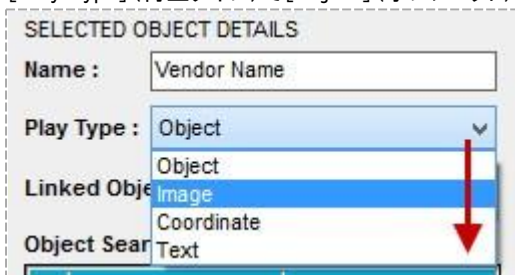 SELECTED OBJECT DETAILS
Name : Vendor Name
Play Type : Object
Object
Linked Obje Image
Coordinate
Object Sear Text